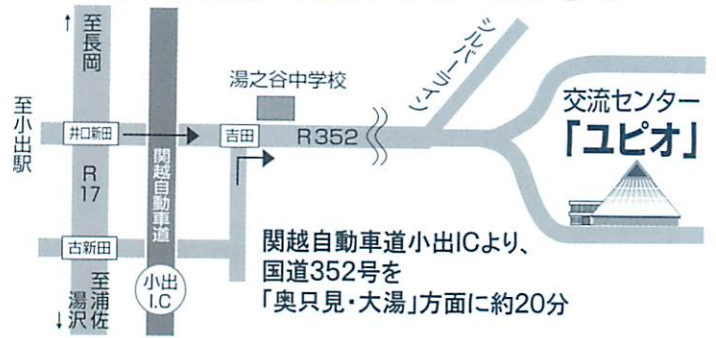 ↑至長岡
シルバーライン
湯之谷中学校
交流センター
「ユピオ」
至小出駅
井口新田
吉田
R352
R
17
関越自動車道
古新田
小出
I.C
↓至浦佐
湯沢
関越自動車道小出ICより、
国道352号を
「奥只見・大湯」方面に約20分